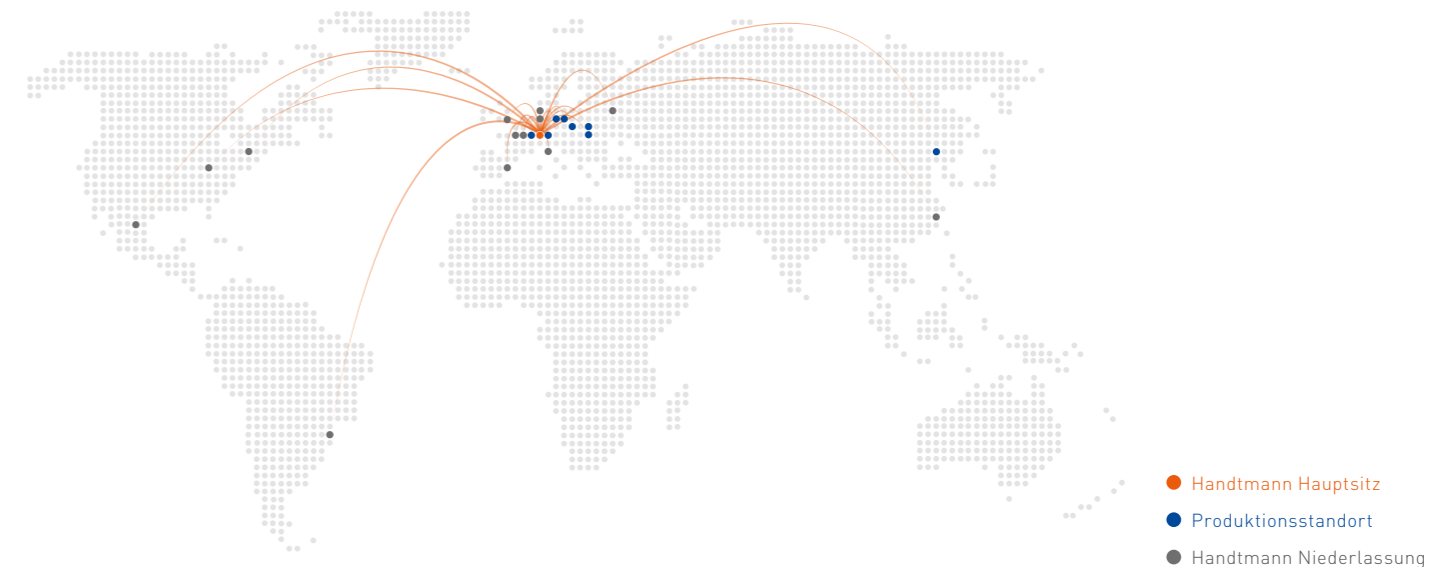 Handtmann Hauptsitz
Produktionsstandort
Handtmann Niederlassung